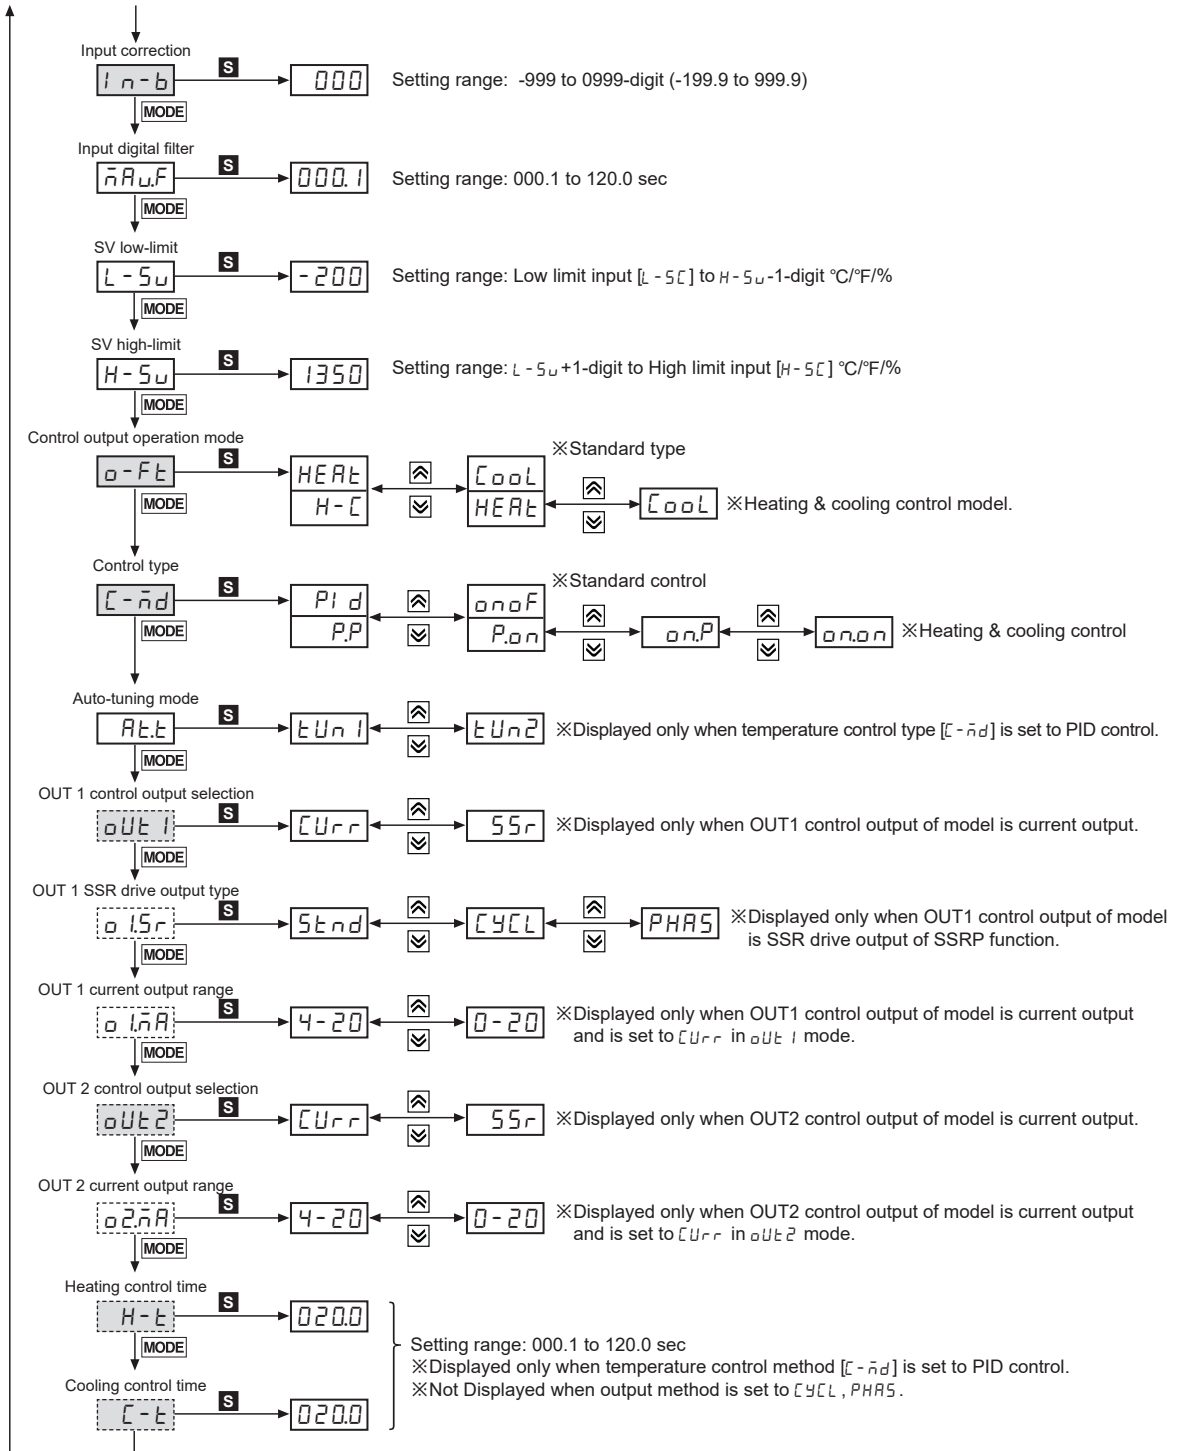 Input correction
In-b S 000 Setting range: -999 to 0999-digit (-199.9 to 999.9)
MODE
Input digital filter
mAv.F S 000.1 Setting range: 000.1 to 120.0 sec
MODE
SV low-limit
L-Sv S -200 Setting range: Low limit input [L-SC] to H-Sv-1-digit ℃/℉/%
MODE
SV high-limit
H-Sv S 1350 Setting range: L-Sv+1-digit to High limit input [H-SC] ℃/℉/%
MODE
Control output operation mode
※Standard type
o-Ft S HEAt CooL
H-C HEAt CooL ※Heating & cooling control model.
MODE
Control type
※Standard control
C-md S PId onoF
P.P P.on on.P on.on ※Heating & cooling control
MODE
Auto-tuning mode
At.t S tUn1 tUn2 ※Displayed only when temperature control type [C-md] is set to PID control.
MODE
OUT 1 control output selection
oUt1 S CUrr SSr ※Displayed only when OUT1 control output of model is current output.
MODE
OUT 1 SSR drive output type
o1.Sr S Stnd CYCL PHAS ※Displayed only when OUT1 control output of model
is SSR drive output of SSRP function.
MODE
OUT 1 current output range
o1.mA S 4-20 0-20 ※Displayed only when OUT1 control output of model is current output
and is set to CUrr in oUt1 mode.
MODE
OUT 2 control output selection
oUt2 S CUrr SSr ※Displayed only when OUT2 control output of model is current output.
MODE
OUT 2 current output range
o2.mA S 4-20 0-20 ※Displayed only when OUT2 control output of model is current output
and is set to CUrr in oUt2 mode.
MODE
Heating control time
H-t S 020.0
MODE
Setting range: 000.1 to 120.0 sec
※Displayed only when temperature control method [C-md] is set to PID control.
※Not Displayed when output method is set to CYCL, PHAS.
Cooling control time
C-t S 020.0